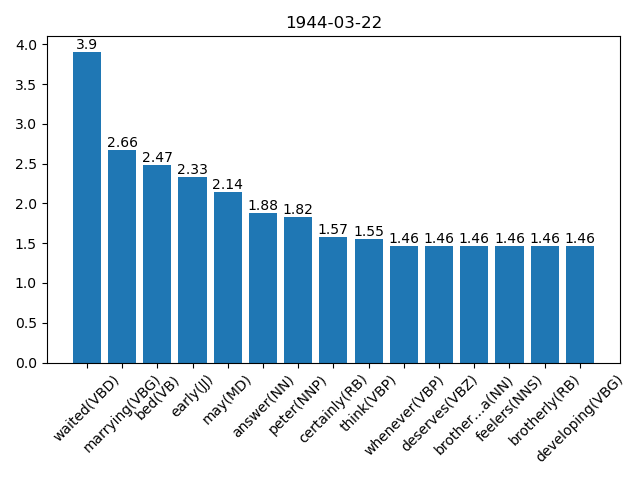 1944-03-22
4.0
3.5
3.0
2.5
2.0
1.5
1.0
0.5
0.0
3.9
2.66
2.47
2.33
2.14
1.88
1.82
1.57
1.55
1.46
1.46
1.46
1.46
1.46
1.46
waited(VBD)
marrying(VBG)
bed(VB)
early(JJ)
may(MD)
answer(NN)
peter(NNP)
certainly(RB)
think(VBP)
whenever(VBP)
deserves(VBZ)
brother...a(NN)
feelers(NNS)
brotherly(RB)
developing(VBG)